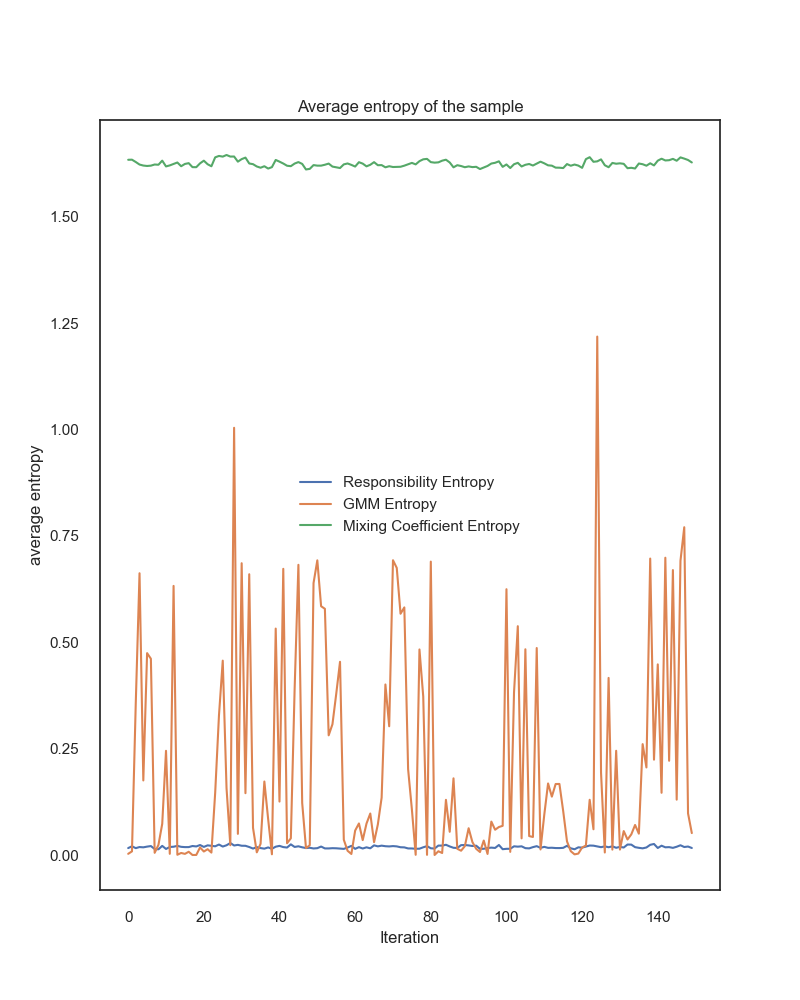 Average entropy of the sample
1.50
1.25
1.00
0.75
0.50
0.25
0.00
average entropy
Responsibility Entropy
GMM Entropy
Mixing Coefficient Entropy
0 20 40 60 80 100 120 140
Iteration